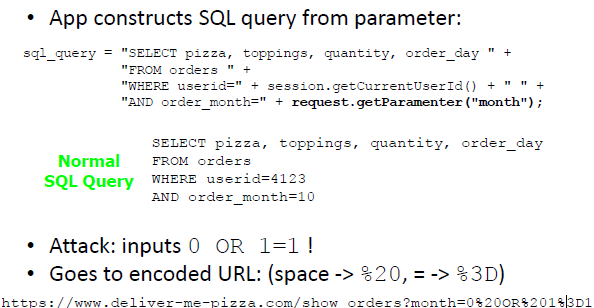 • App constructs SQL query from parameter:
sql_query = "SELECT pizza, toppings, quantity, order_day " +
"FROM orders " +
"WHERE userid=" + session.getCurrentUserId() + " " +
"AND order_month=" + request.getParamenter("month");
Normal
SQL Query
SELECT pizza, toppings, quantity, order_day
FROM orders
WHERE userid=4123
AND order_month=10
• Attack: inputs 0 OR 1=1 !
• Goes to encoded URL: (space -> %20, = -> %3D)
https://www.deliver-me-pizza.com/show_orders?month=0%20OR%201%3D1